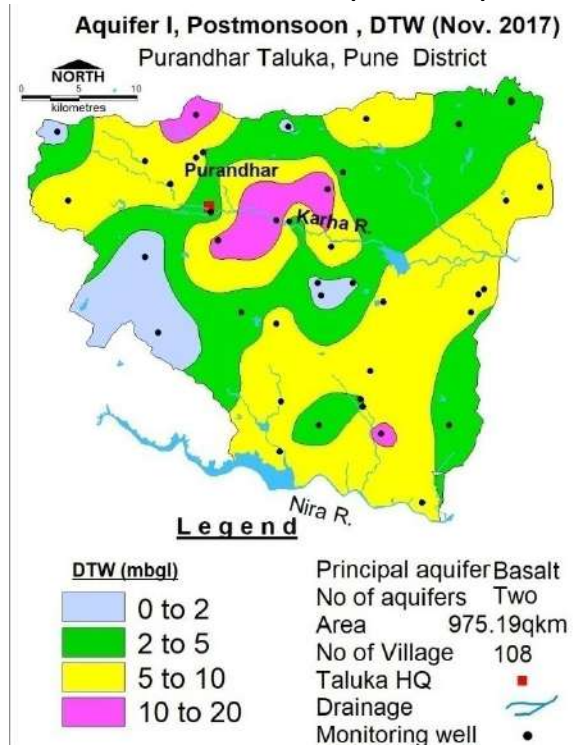 Aquifer I, Postmonsoon , DTW (Nov. 2017)
Purandhar Taluka, Pune District
NORTH
0 5 10
kilometres
Purandhar
Karha R.
Nira R.
Legend
DTW (mbgl)
0 to 2
2 to 5
5 to 10
10 to 20
Principal aquifer Basalt
No of aquifers Two
Area 975.19qkm
No of Village 108
Taluka HQ
Drainage
Monitoring well